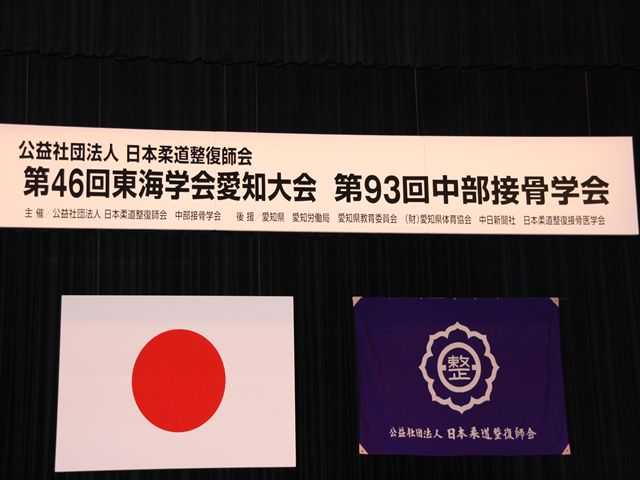 公益社団法人 日本柔道整復師会
第46回東海学会愛知大会 第93回中部接骨学会
主催／公益社団法人 日本柔道整復師会 中部接骨学会 後援 愛知県 愛知労働局 愛知県教育委員会 (財)愛知県体育協会 中日新聞社 日本柔道整復接骨医学会
整
公益社団法人 日本柔道整復師会